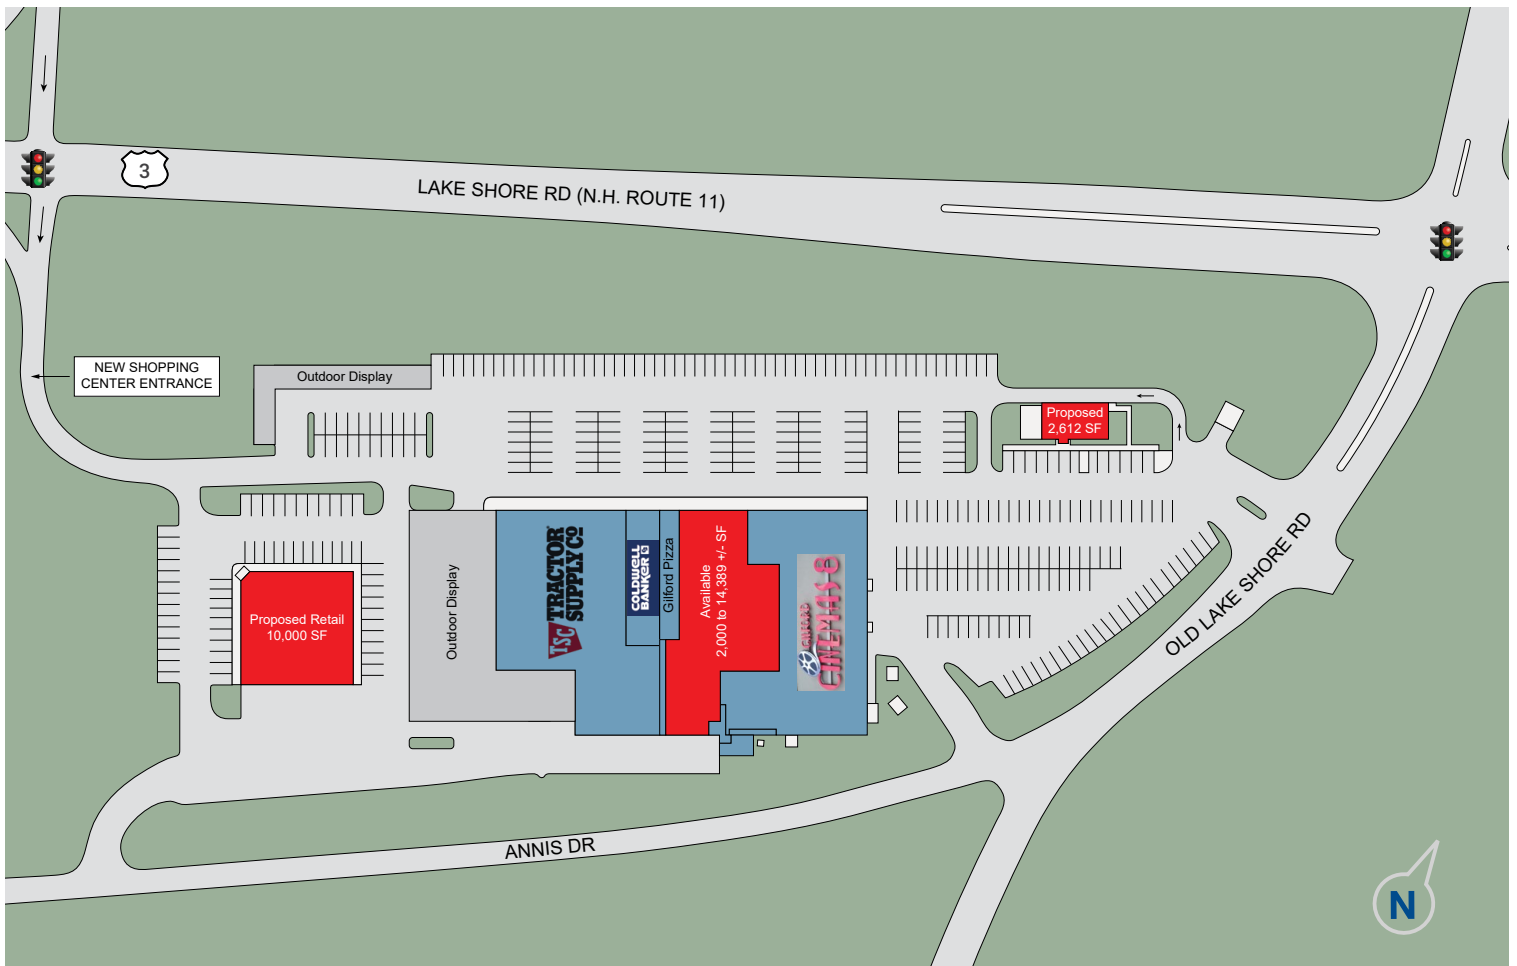 3
LAKE SHORE RD (N.H. ROUTE 11)
NEW SHOPPING
CENTER ENTRANCE
Outdoor Display
Proposed
2,612 SF
Outdoor Display
TSC TRACTOR
SUPPLY CO
COLDWELL
BANKER
Gilford Pizza
Available
2,000 to 14,389 +/- SF
CINEMAS 8
Proposed Retail
10,000 SF
OLD LAKE SHORE RD
ANNIS DR
N